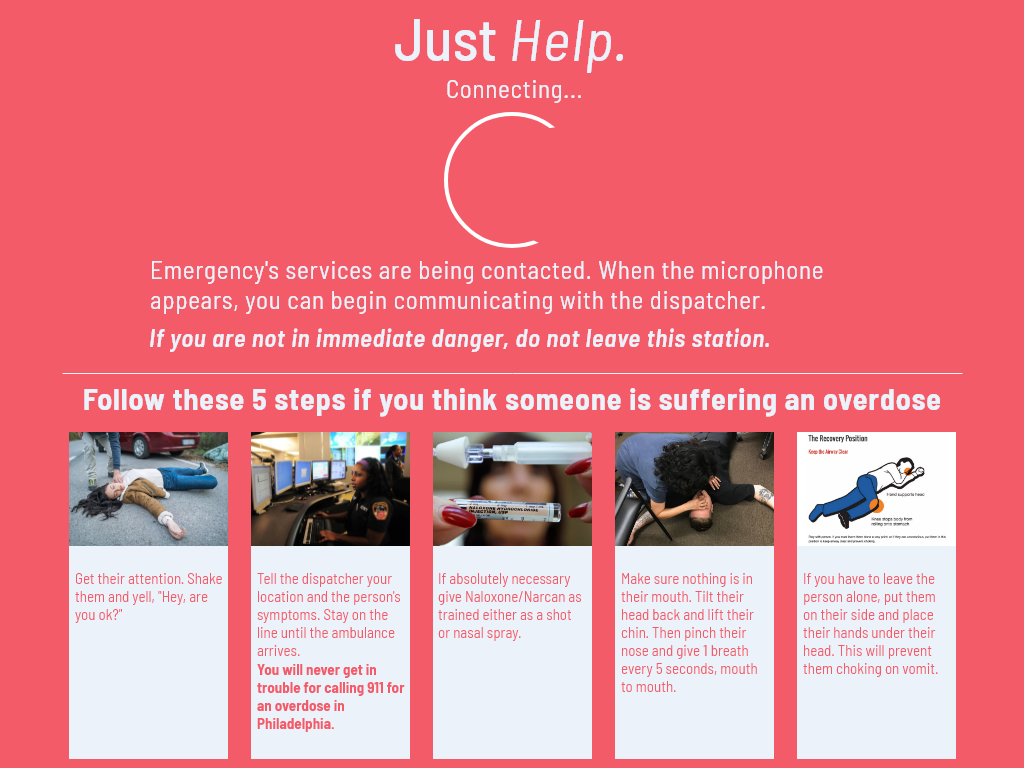 Just Help.
Connecting...
Emergency's services are being contacted. When the microphone
appears, you can begin communicating with the dispatcher.
If you are not in immediate danger, do not leave this station.
Follow these 5 steps if you think someone is suffering an overdose
NALOXONE HYDROCHLORIDE
INJECTION, USP
The Recovery Position
Keep the Airway Clear
Hand supports head
Knee stops body from
rolling onto stomach
Get their attention. Shake
them and yell, "Hey, are
you ok?"
Tell the dispatcher your
location and the person's
symptoms. Stay on the
line until the ambulance
arrives.
You will never get in
trouble for calling 911 for
an overdose in
Philadelphia.
If absolutely necessary
give Naloxone/Narcan as
trained either as a shot
or nasal spray.
Make sure nothing is in
their mouth. Tilt their
head back and lift their
chin. Then pinch their
nose and give 1 breath
every 5 seconds, mouth
to mouth.
If you have to leave the
person alone, put them
on their side and place
their hands under their
head. This will prevent
them choking on vomit.